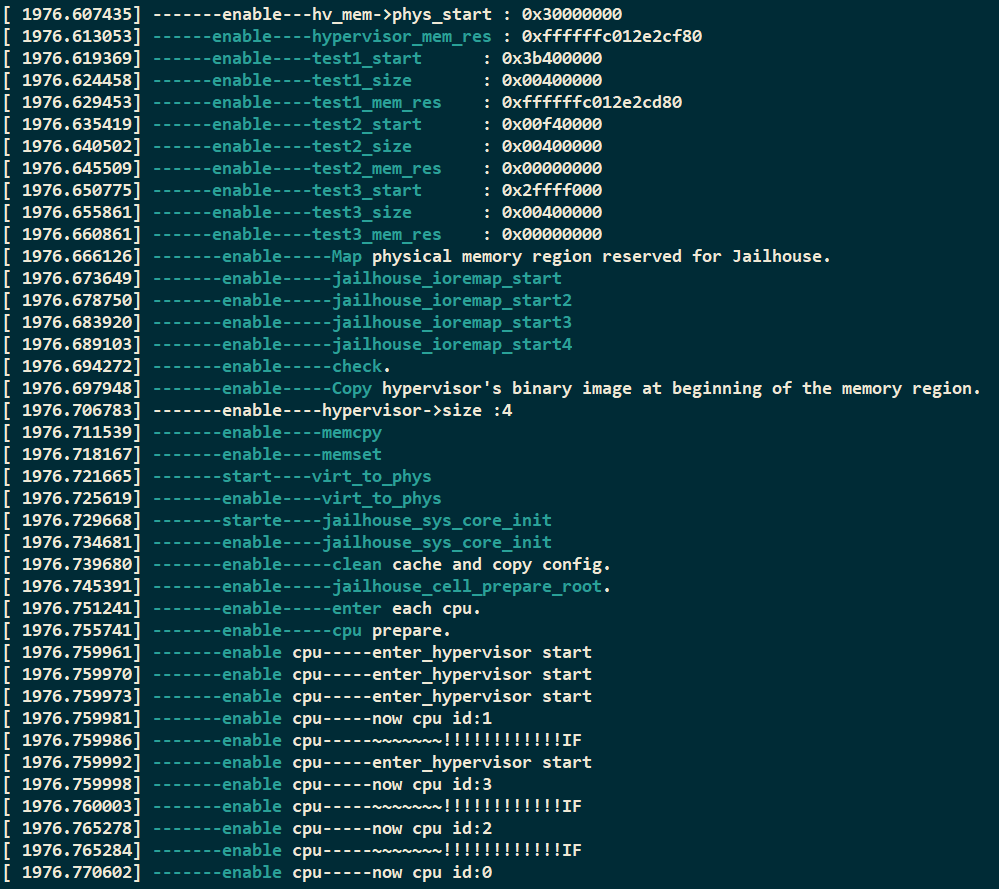 [ 1976.607435] -------enable---hv_mem->phys_start : 0x30000000
[ 1976.613053] ------enable----hypervisor_mem_res : 0xffffffc012e2cf80
[ 1976.619369] ------enable----test1_start      : 0x3b400000
[ 1976.624458] ------enable----test1_size       : 0x00400000
[ 1976.629453] ------enable----test1_mem_res    : 0xffffffc012e2cd80
[ 1976.635419] ------enable----test2_start      : 0x00f40000
[ 1976.640502] ------enable----test2_size       : 0x00400000
[ 1976.645509] ------enable----test2_mem_res    : 0x00000000
[ 1976.650775] ------enable----test3_start      : 0x2ffff000
[ 1976.655861] ------enable----test3_size       : 0x00400000
[ 1976.660861] ------enable----test3_mem_res    : 0x00000000
[ 1976.666126] -------enable-----Map physical memory region reserved for Jailhouse.
[ 1976.673649] -------enable-----jailhouse_ioremap_start
[ 1976.678750] -------enable-----jailhouse_ioremap_start2
[ 1976.683920] -------enable-----jailhouse_ioremap_start3
[ 1976.689103] -------enable-----jailhouse_ioremap_start4
[ 1976.694272] -------enable-----check.
[ 1976.697948] -------enable-----Copy hypervisor's binary image at beginning of the memory region.
[ 1976.706783] -------enable----hypervisor->size :4
[ 1976.711539] -------enable----memcpy
[ 1976.718167] -------enable----memset
[ 1976.721665] -------start----virt_to_phys
[ 1976.725619] -------enable----virt_to_phys
[ 1976.729668] -------starte----jailhouse_sys_core_init
[ 1976.734681] -------enable----jailhouse_sys_core_init
[ 1976.739680] -------enable-----clean cache and copy config.
[ 1976.745391] -------enable-----jailhouse_cell_prepare_root.
[ 1976.751241] -------enable-----enter each cpu.
[ 1976.755741] -------enable-----cpu prepare.
[ 1976.759961] -------enable cpu-----enter_hypervisor start
[ 1976.759970] -------enable cpu-----enter_hypervisor start
[ 1976.759973] -------enable cpu-----enter_hypervisor start
[ 1976.759981] -------enable cpu-----now cpu id:1
[ 1976.759986] -------enable cpu-----~~~~~~~!!!!!!!!!!!!IF
[ 1976.759992] -------enable cpu-----enter_hypervisor start
[ 1976.759998] -------enable cpu-----now cpu id:3
[ 1976.760003] -------enable cpu-----~~~~~~~!!!!!!!!!!!!IF
[ 1976.765278] -------enable cpu-----now cpu id:2
[ 1976.765284] -------enable cpu-----~~~~~~~!!!!!!!!!!!!IF
[ 1976.770602] -------enable cpu-----now cpu id:0